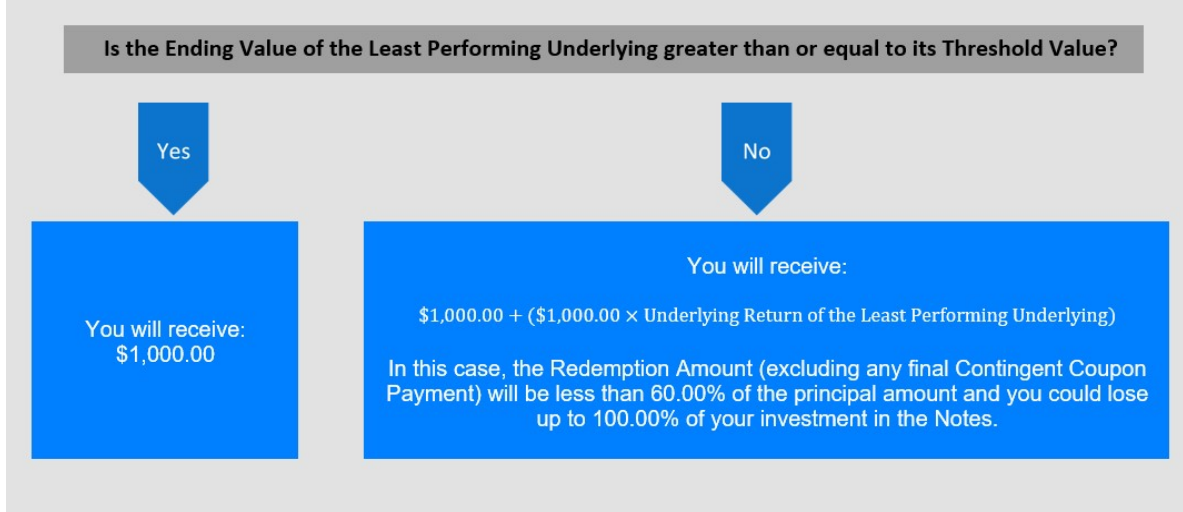 Is the Ending Value of the Least Performing Underlying greater than or equal to its Threshold Value?
Yes
No
You will receive:
$1,000.00
You will receive:
$1,000.00 + ($1,000.00 × Underlying Return of the Least Performing Underlying)
In this case, the Redemption Amount (excluding any final Contingent Coupon
Payment) will be less than 60.00% of the principal amount and you could lose
up to 100.00% of your investment in the Notes.